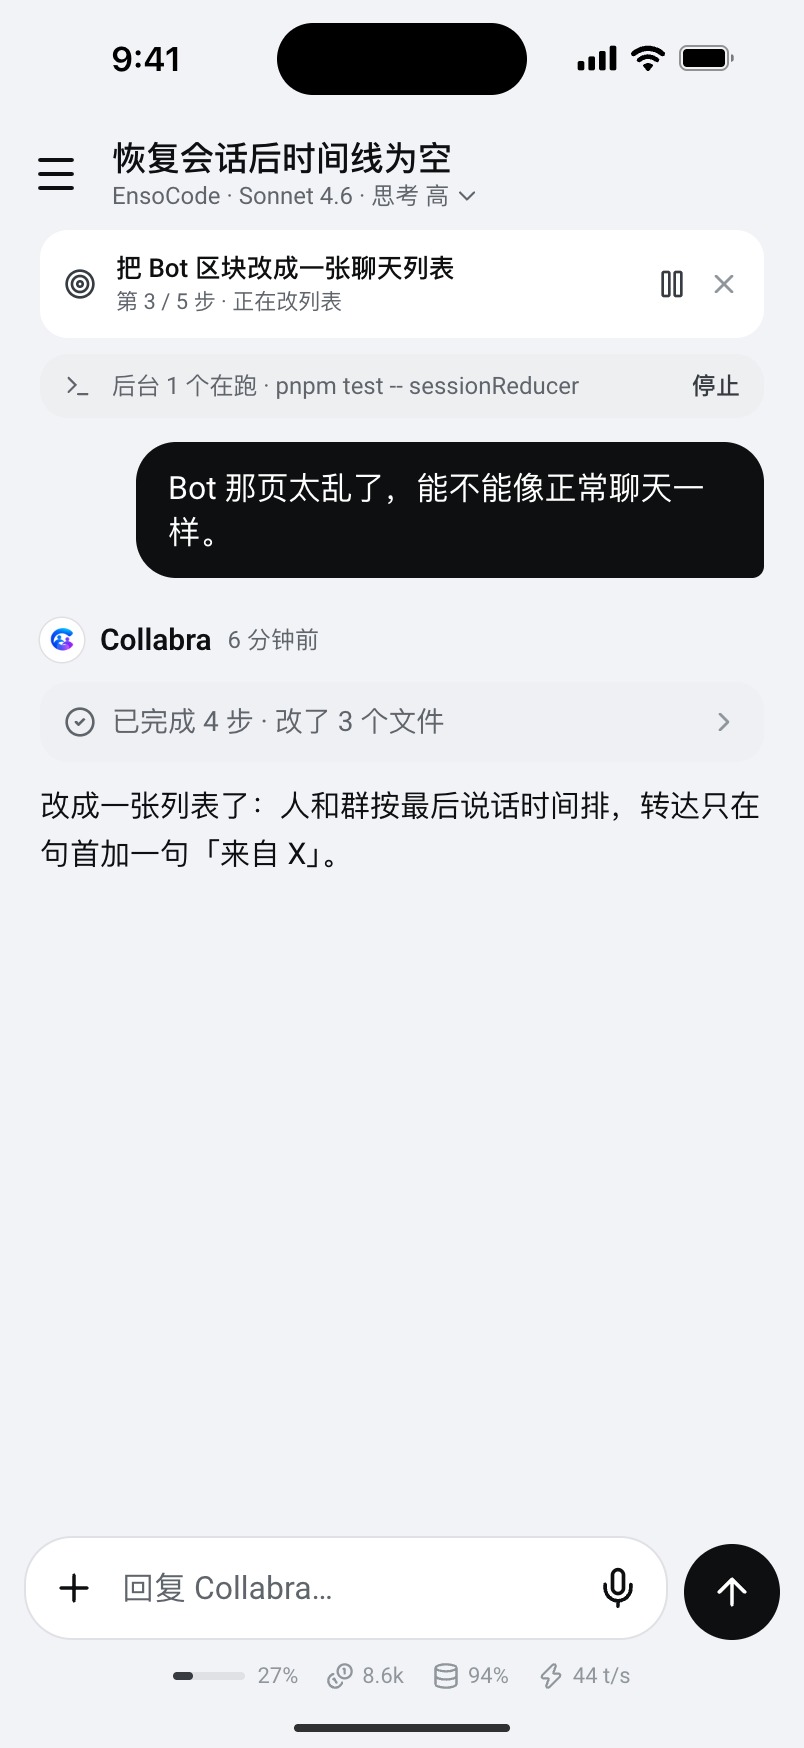 9:41
恢复会话后时间线为空
EnsoCode · Sonnet 4.6 · 思考 高
把 Bot 区块改成一张聊天列表
第 3 / 5 步 · 正在改列表
后台 1 个在跑 · pnpm test -- sessionReducer 停止
Bot 那页太乱了，能不能像正常聊天一
样。
Collabra 6 分钟前
已完成 4 步 · 改了 3 个文件
改成一张列表了：人和群按最后说话时间排，转达只在
句首加一句「来自 X」。
回复 Collabra…
27% 8.6k 94% 44 t/s